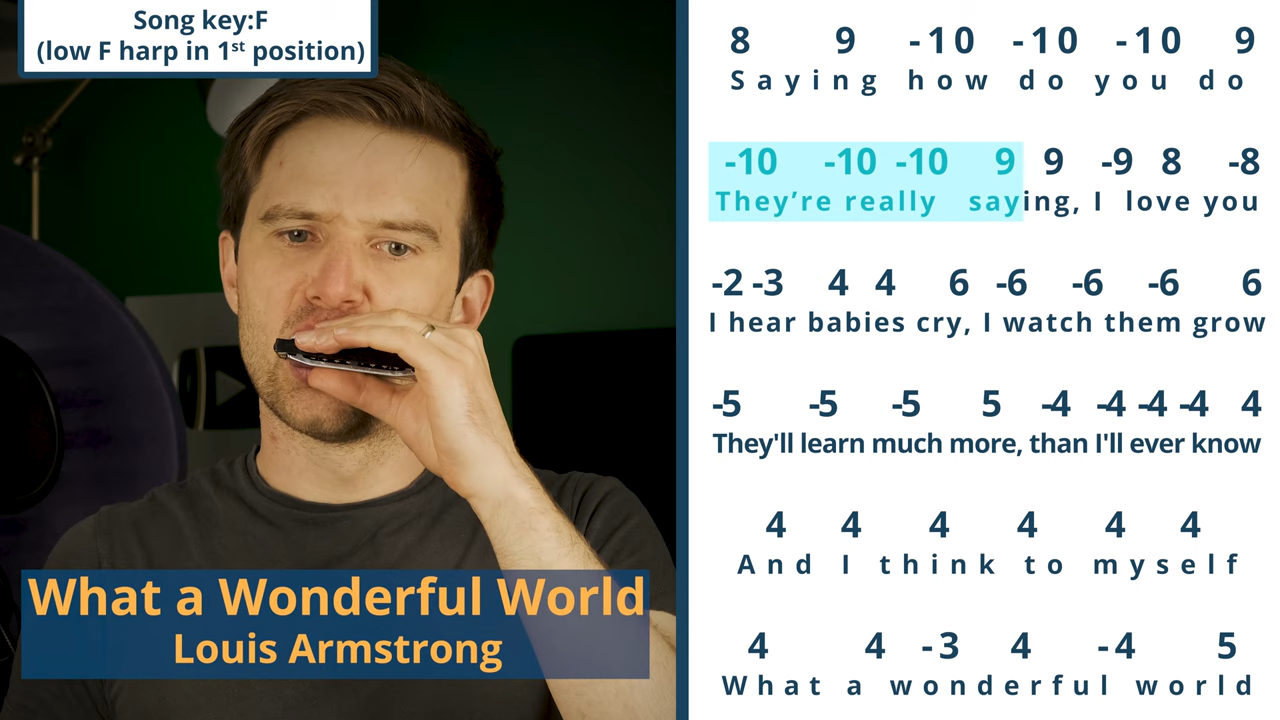 Song key:F
(low F harp in 1st position)
What a Wonderful World
Louis Armstrong
8 9 -10 -10 -10 9
Saying how do you do
-10 -10 -10 9 9 -9 8 -8
They’re really saying, I love you
-2 -3 4 4 6 -6 -6 -6 6
I hear babies cry, I watch them grow
-5 -5 -5 5 -4 -4 -4 -4 4
They'll learn much more, than I'll ever know
4 4 4 4 4 4
And I think to myself
4 4 -3 4 -4 5
What a wonderful world